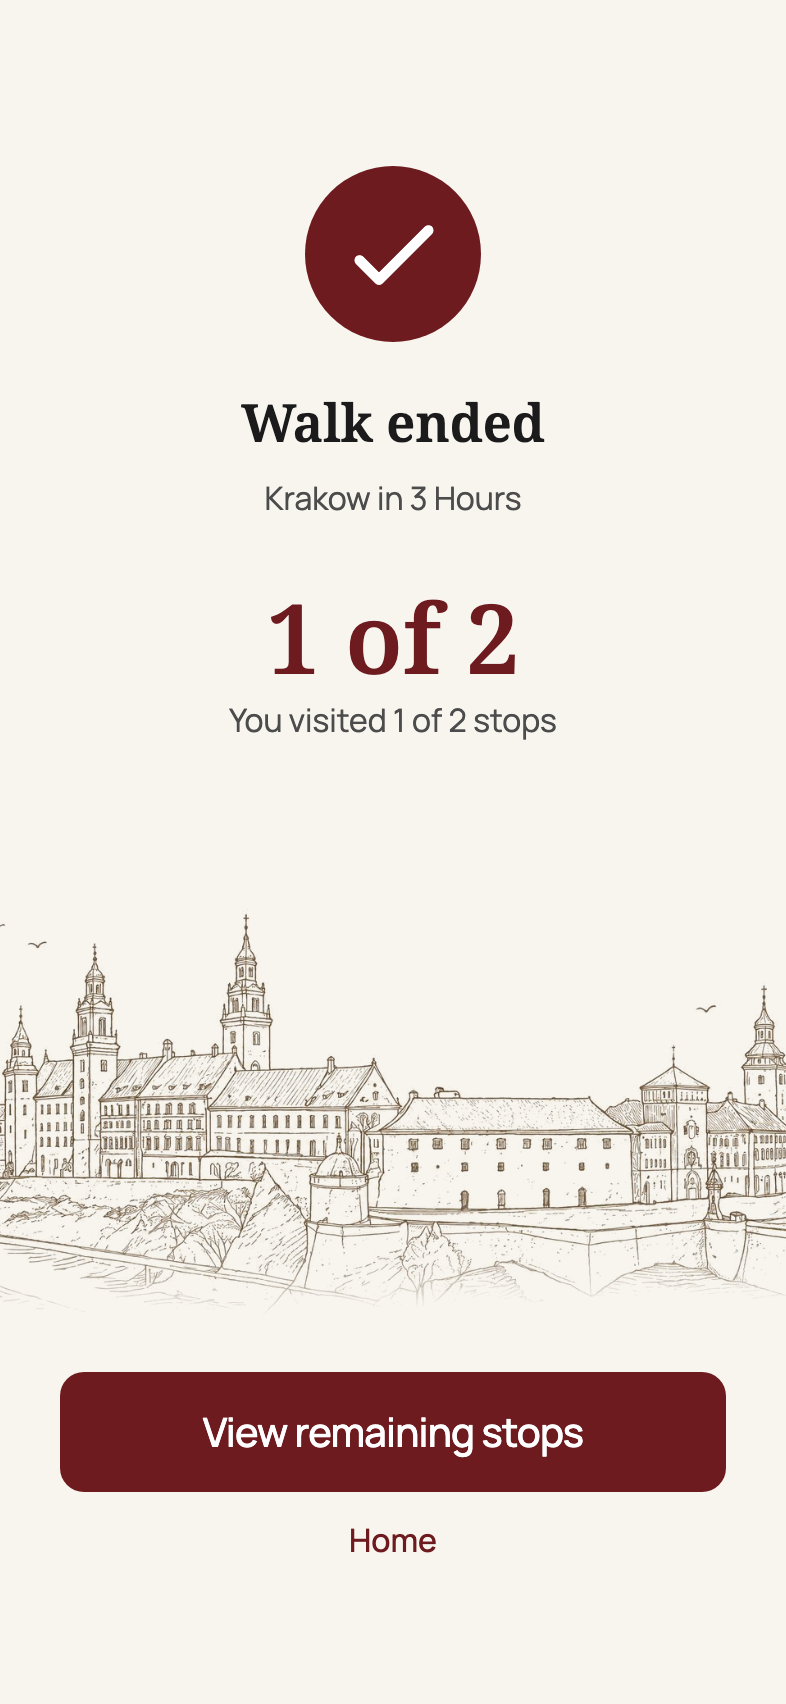 Walk ended
Krakow in 3 Hours
1 of 2
You visited 1 of 2 stops
View remaining stops
Home